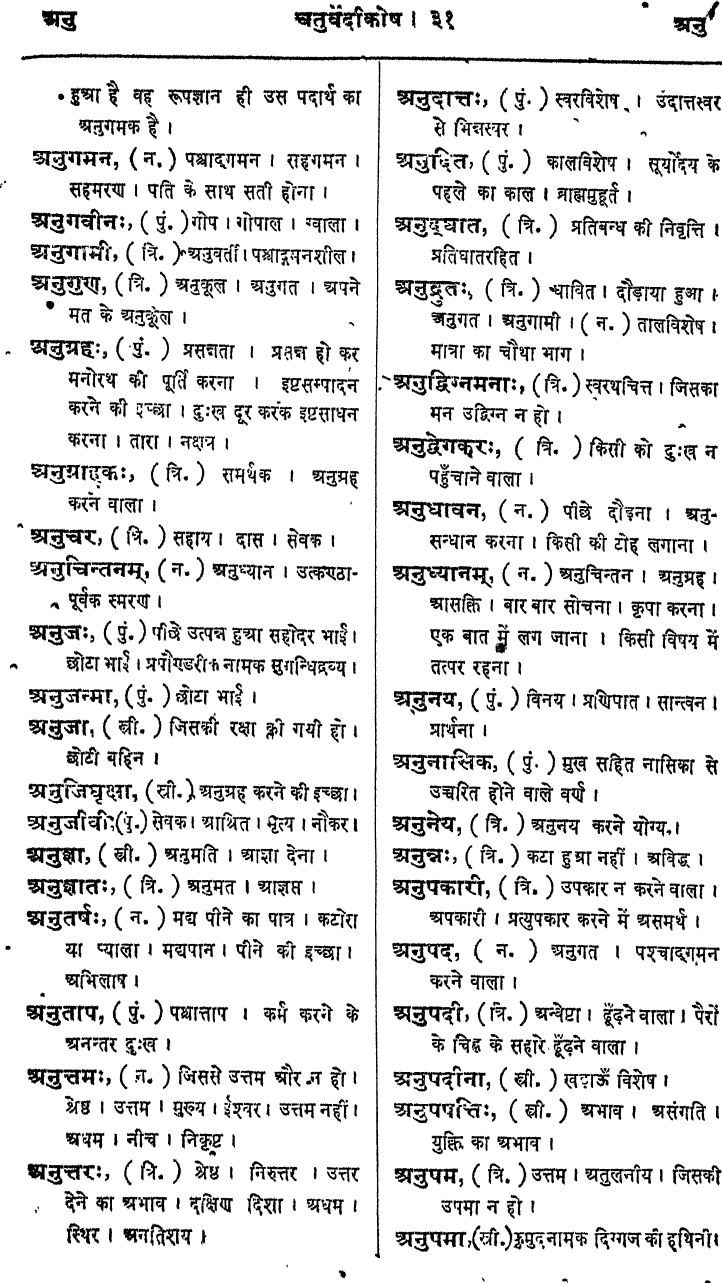 अनु चतुर्वेदीकोष। ३१ अनु
हुआ है वह रूपज्ञान ही उस पदार्थ का
अनुगमक है।
अनुगमन, (न.) पश्चाद्गमन। सहगमन।
सहमरण। पति के साथ सती होना।
अनुगवीनः, (पुं.) गोप। गोपाल। ग्वाला।
अनुगामी, (त्रि.) अनुवर्ती। पश्चाद्गमनशील।
अनुगुण, (त्रि.) अनुकूल। अनुगत। अपने
मत के अनुकूल।
अनुग्रहः, (पुं.) प्रसन्नता। प्रसन्न हो कर
मनोरथ की पूर्ति करना। इष्टसम्पादन
करने की इच्छा। दुःख दूर करके इष्टसाधन
करना। तारा। नक्षत्र।
अनुग्राहकः, (त्रि.) समर्थक। अनुग्रह
करने वाला।
अनुचर, (त्रि.) सहाय। दास। सेवक।
अनुचिन्तनम्, (न.) अनुध्यान। उत्कण्ठा-
पूर्वक स्मरण।
अनुजः, (पुं.) पीछे उत्पन्न हुआ सहोदर भाई।
छोटा भाई। प्रपौण्डरीक नामक सुगन्धिद्रव्य।
अनुजन्मा, (पुं.) छोटा भाई।
अनुजा, (स्त्री.) जिसकी रक्षा की गयी हो।
छोटी बहिन।
अनुजिघृक्षा, (स्त्री.) अनुग्रह करने की इच्छा।
अनुजीवी, (पुं.) सेवक। आश्रित। भृत्य। नौकर।
अनुज्ञा, (स्त्री.) अनुमति। आज्ञा देना।
अनुज्ञातः, (त्रि.) अनुमत। आज्ञप्त।
अनुतर्षः, (न.) मद्य पीने का पात्र। कटोरा
या प्याला। मद्यपान। पीने की इच्छा।
अभिलाष।
अनुताप, (पुं.) पश्चात्ताप। कर्म करने के
अनन्तर दुःख।
अनुत्तमः, (न.) जिससे उत्तम और न हो।
श्रेष्ठ। उत्तम। मुख्य। ईश्वर। उत्तम नहीं।
अधम। नीच। निकृष्ट।
अनुत्तरः, (त्रि.) श्रेष्ठ। निरुत्तर। उत्तर
देने का अभाव। दक्षिण दिशा। अधम।
स्थिर। अनतिशय।
अनुदात्तः, (पुं.) स्वरविशेष। उदात्तस्वर
से भिन्नस्वर।
अनुदित, (पुं.) कालविशेष। सूर्योदय के
पहले का काल। ब्राह्ममुहूर्त।
अनुद्घात, (त्रि.) प्रतिबन्ध की निवृत्ति।
प्रतिघातरहित।
अनुद्रुतः, (त्रि.) धावित। दौड़ाया हुआ।
अनुगत। अनुगामी। (न.) तालविशेष।
मात्रा का चौथा भाग।
अनुद्विग्नमनाः, (त्रि.) स्वस्थचित्त। जिसका
मन उद्विग्न न हो।
अनुद्वेगकरः, (त्रि.) किसी को दुःख न
पहुँचाने वाला।
अनुधावन, (न.) पीछे दौड़ना। अनु-
सन्धान करना। किसी की टोह लगाना।
अनुध्यानम्, (न.) अनुचिन्तन। अनुग्रह।
आसक्ति। बार बार सोचना। कृपा करना।
एक बात में लग जाना। किसी विषय में
तत्पर रहना।
अनुनय, (पुं.) विनय। प्रणिपात। सान्त्वन।
प्रार्थना।
अनुनासिक, (पुं.) मुख सहित नासिका से
उच्चरित होने वाले वर्ण।
अनुनेय, (त्रि.) अनुनय करने योग्य।
अनुन्नः, (त्रि.) कटा हुआ नहीं। अविद्ध।
अनुपकारी, (त्रि.) उपकार न करने वाला।
अपकारी। प्रत्युपकार करने में असमर्थ।
अनुपद, (न.) अनुगत। पश्चाद्गमन
करने वाला।
अनुपदी, (त्रि.) अन्वेष्टा। ढूँढ़ने वाला। पैरों
के चिह्न के सहारे ढूँढ़ने वाला।
अनुपदीना, (स्त्री.) खड़ाऊँ विशेष।
अनुपपत्तिः, (स्त्री.) अभाव। असंगति।
युक्ति का अभाव।
अनुपम, (त्रि.) उत्तम। अतुलनीय। जिसकी
उपमा न हो।
अनुपमा, (स्त्री.) कुमुदनामक दिग्गज की हथिनी।